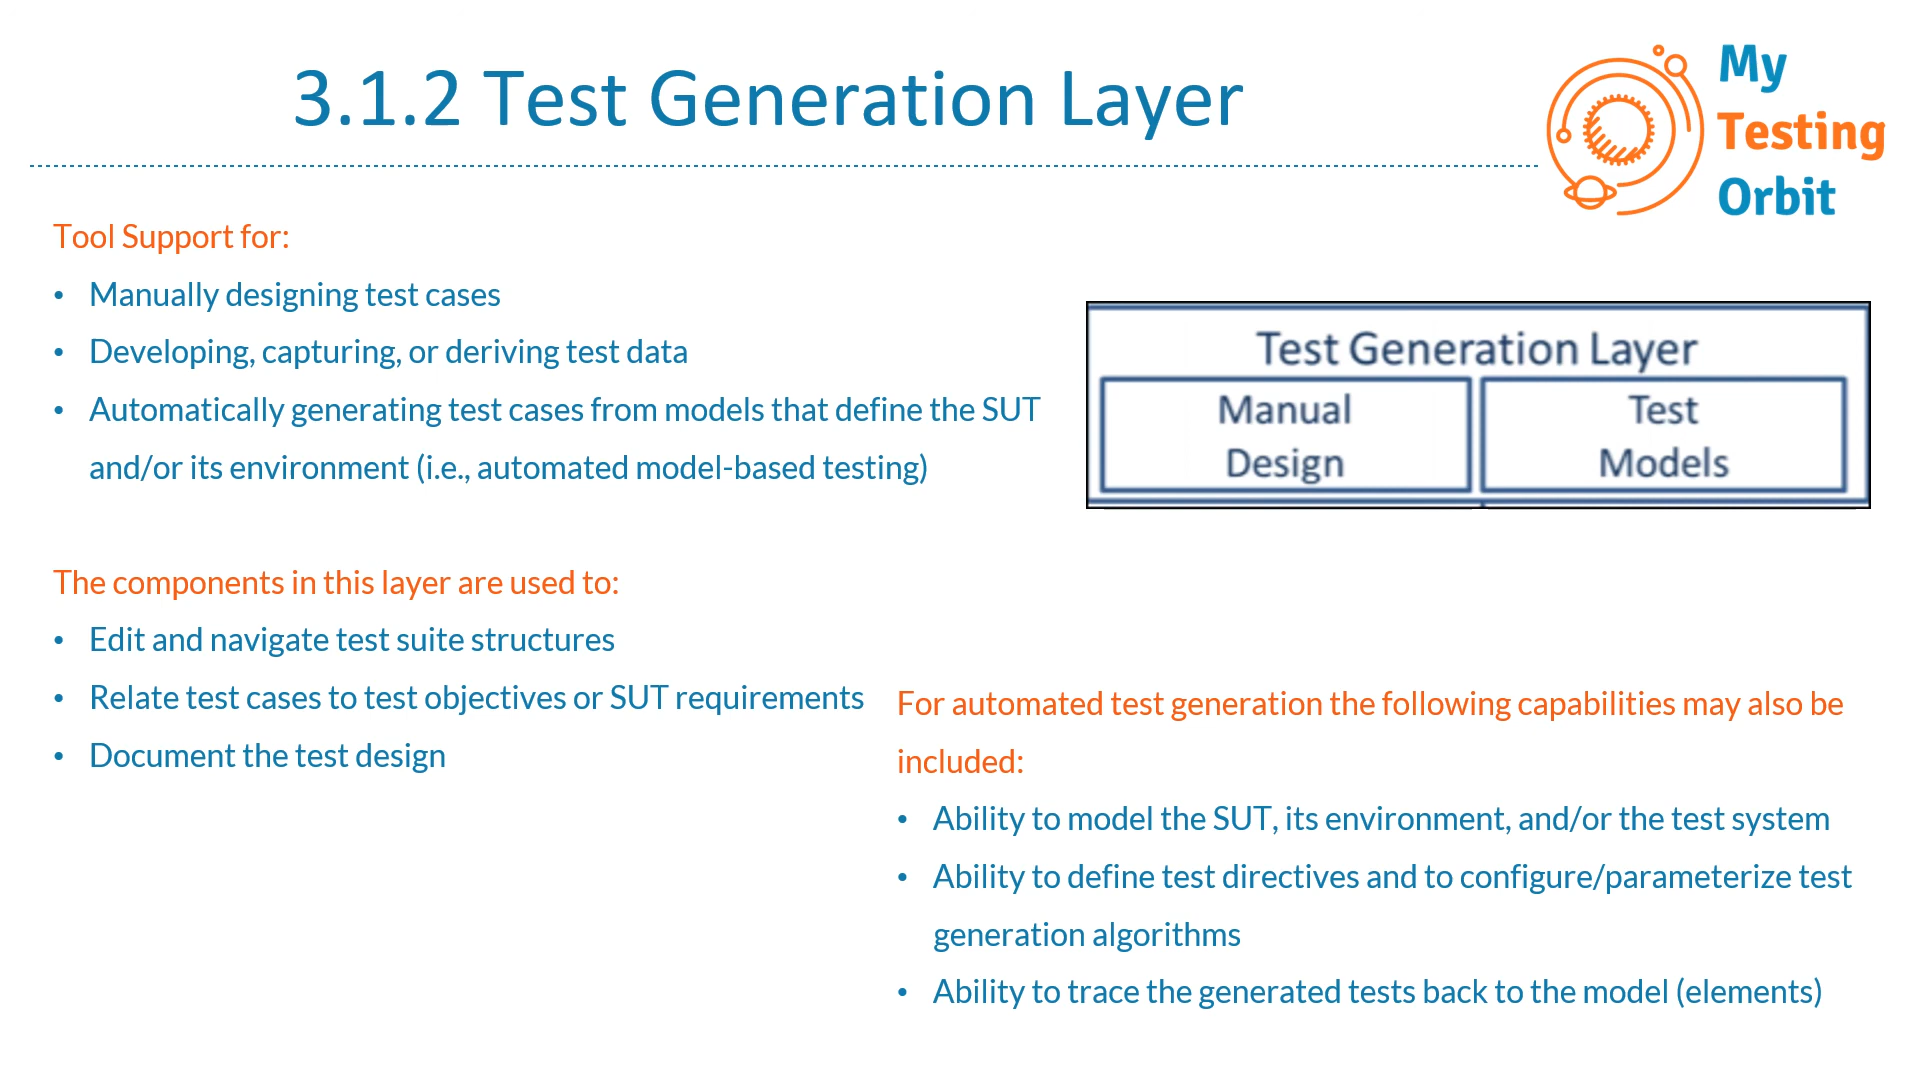 3.1.2 Test Generation Layer
My
Testing
Orbit
Tool Support for:
• Manually designing test cases
• Developing, capturing, or deriving test data
• Automatically generating test cases from models that define the SUT
and/or its environment (i.e., automated model-based testing)
Test Generation Layer
Manual
Design
Test
Models
The components in this layer are used to:
• Edit and navigate test suite structures
• Relate test cases to test objectives or SUT requirements
• Document the test design
For automated test generation the following capabilities may also be
included:
• Ability to model the SUT, its environment, and/or the test system
• Ability to define test directives and to configure/parameterize test
generation algorithms
• Ability to trace the generated tests back to the model (elements)